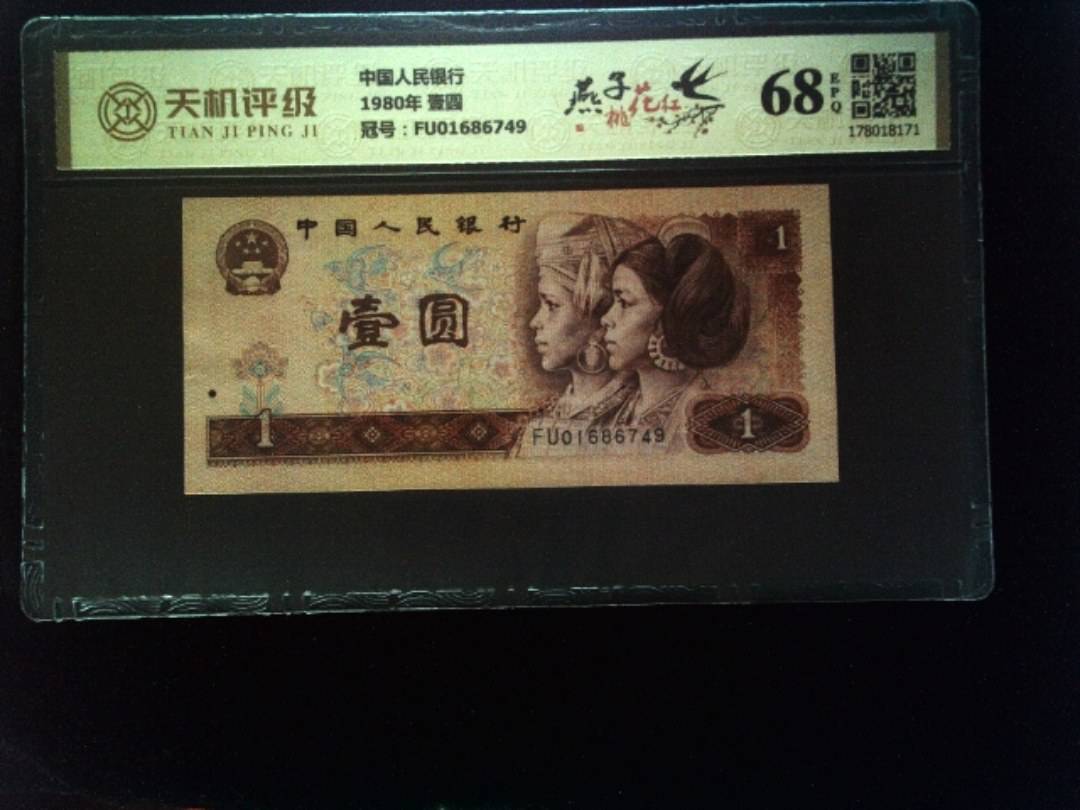 天机评级
TIAN JI PING JI
中国人民银行
1980年 壹圆
冠号：FU01686749
燕子
桃花红
68
EPQ
178018171
中国人民银行
1
壹圆
1
FU01686749
1